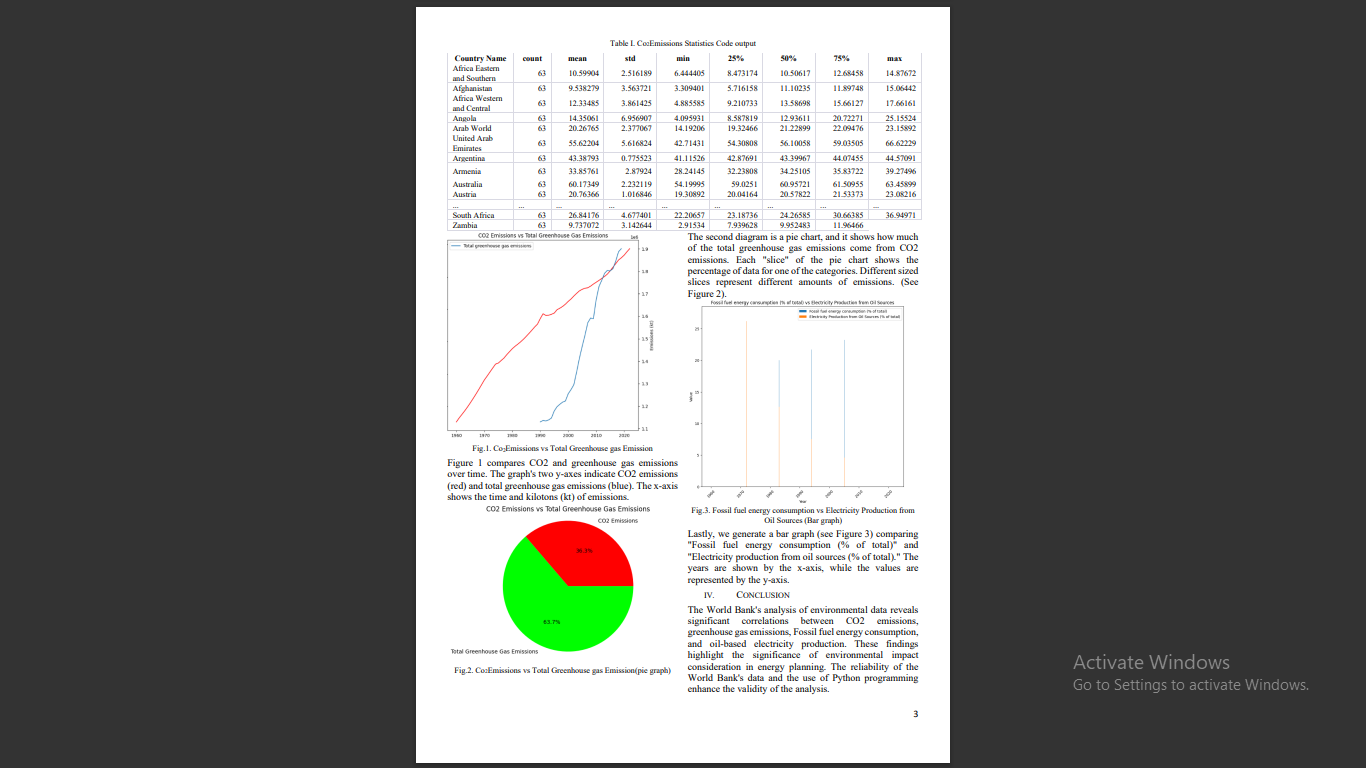 Table I. Co2Emissions Statistics Code output
Country Name count mean std min 25% 50% 75% max
Africa Eastern
and Southern 63 10.59904 2.516189 6.444405 8.473174 10.50617 12.68458 14.87672
Afghanistan 63 9.538279 3.563721 3.309401 5.716158 11.10235 11.89748 15.06442
Africa Western
and Central 63 12.33485 3.861425 4.885585 9.210733 13.58698 15.66127 17.66161
Angola 63 14.35061 6.956907 4.095931 8.587819 12.93611 20.72271 25.15524
Arab World 63 20.26765 2.377067 14.19206 19.32466 21.22899 22.09476 23.15892
United Arab
Emirates 63 55.62204 5.616824 42.71431 54.30808 56.10058 59.03505 66.62229
Argentina 63 43.38793 0.775523 41.11526 42.87691 43.39967 44.07455 44.57091
Armenia 63 33.85761 2.87924 28.24145 32.23808 34.25105 35.83722 39.27496
Australia 63 60.17349 2.232119 54.19995 59.0251 60.95721 61.50955 63.45899
Austria 63 20.76366 1.016846 19.30892 20.04164 20.57822 21.53373 23.08216
... ... ... ... ... ... ... ... ...
South Africa 63 26.84176 4.677401 22.20657 23.18736 24.26585 30.66385 36.94971
Zambia 63 9.737072 3.142644 2.91534 7.939628 9.952483 11.96466
CO2 Emissions vs Total Greenhouse Gas Emissions
1e6
Total greenhouse gas emissions
1.9
1.8
1.7
1.6
1.5
1.4
1.3
1.2
1.1
Emissions (kt)
1960 1970 1980 1990 2000 2010 2020
Fig.1. Co2Emissions vs Total Greenhouse gas Emission
Figure 1 compares CO2 and greenhouse gas emissions
over time. The graph's two y-axes indicate CO2 emissions
(red) and total greenhouse gas emissions (blue). The x-axis
shows the time and kilotons (kt) of emissions.
CO2 Emissions vs Total Greenhouse Gas Emissions
CO2 Emissions
36.3%
63.7%
Total Greenhouse Gas Emissions
Fig.2. Co2Emissions vs Total Greenhouse gas Emission(pie graph)
The second diagram is a pie chart, and it shows how much
of the total greenhouse gas emissions come from CO2
emissions. Each "slice" of the pie chart shows the
percentage of data for one of the categories. Different sized
slices represent different amounts of emissions. (See
Figure 2).
Fossil fuel energy consumption (% of total) vs Electricity Production from Oil Sources
Fossil fuel energy consumption (% of total)
Electricity Production from Oil Sources (% of total)
25
20
15
10
5
0
Value
1960 1970 1980 1990 2000 2010 2020
Year
Fig.3. Fossil fuel energy consumption vs Electricity Production from
Oil Sources (Bar graph)
Lastly, we generate a bar graph (see Figure 3) comparing
"Fossil fuel energy consumption (% of total)" and
"Electricity production from oil sources (% of total)." The
years are shown by the x-axis, while the values are
represented by the y-axis.
IV. CONCLUSION
The World Bank's analysis of environmental data reveals
significant correlations between CO2 emissions,
greenhouse gas emissions, Fossil fuel energy consumption,
and oil-based electricity production. These findings
highlight the significance of environmental impact
consideration in energy planning. The reliability of the
World Bank's data and the use of Python programming
enhance the validity of the analysis.
3
Activate Windows
Go to Settings to activate Windows.